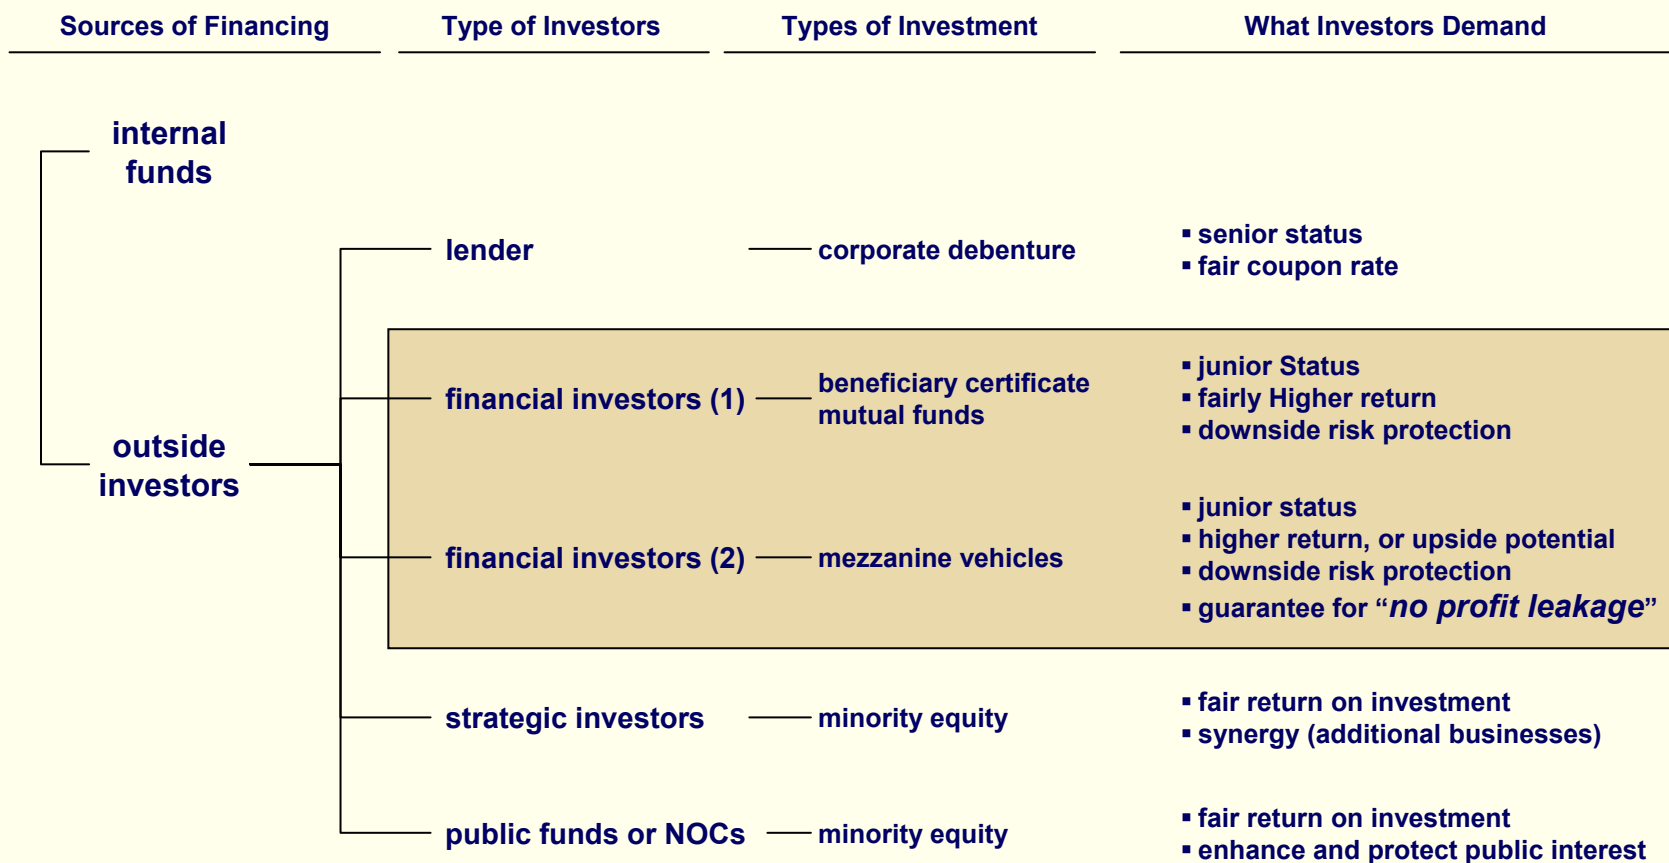 Sources of Financing
Type of Investors
Types of Investment
What Investors Demand
internal
funds
lender
corporate debenture
▪ senior status
▪ fair coupon rate
financial investors (1)
beneficiary certificate
mutual funds
▪ junior Status
▪ fairly Higher return
▪ downside risk protection
outside
investors
financial investors (2)
mezzanine vehicles
▪ junior status
▪ higher return, or upside potential
▪ downside risk protection
▪ guarantee for “no profit leakage”
strategic investors
minority equity
▪ fair return on investment
▪ synergy (additional businesses)
public funds or NOCs
minority equity
▪ fair return on investment
▪ enhance and protect public interest